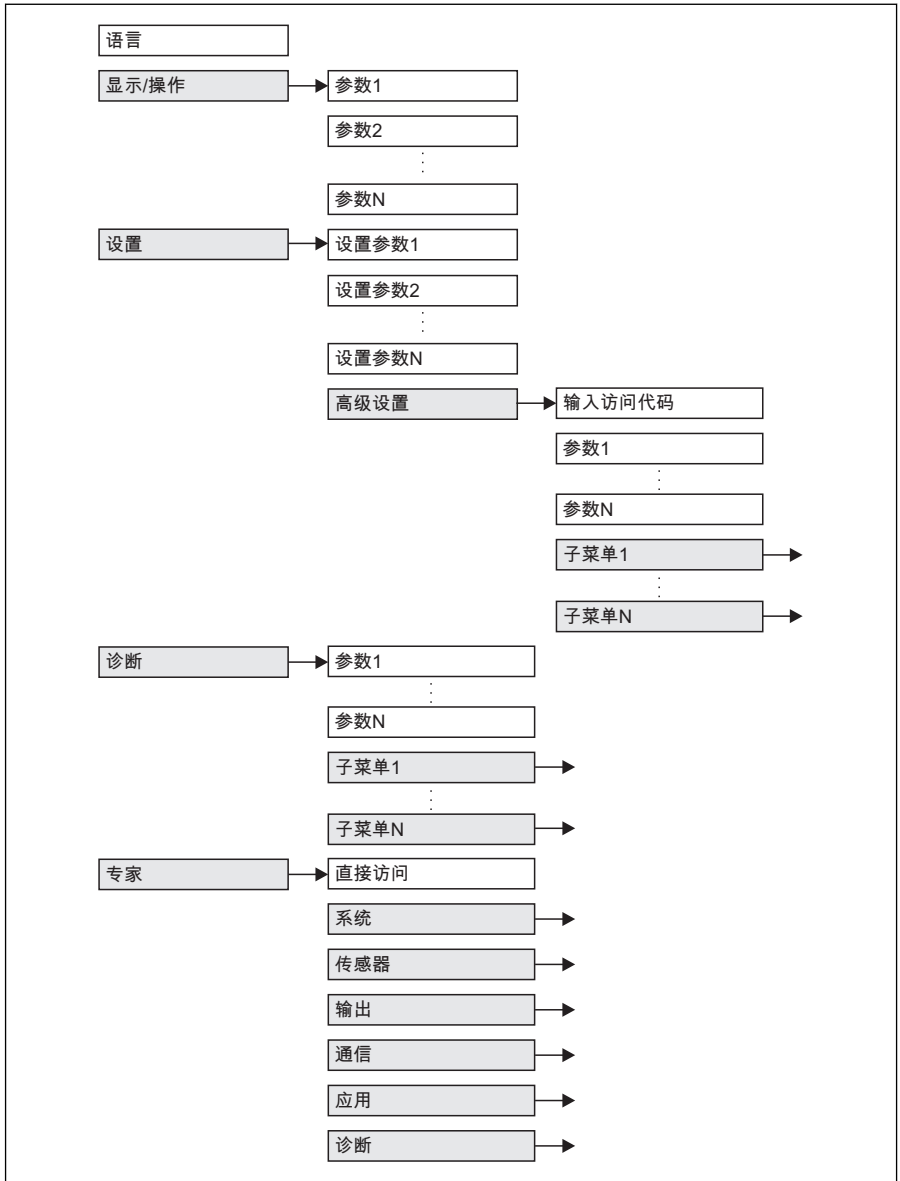 语言
显示/操作
参数1
参数2
参数N
设置
设置参数1
设置参数2
设置参数N
高级设置
输入访问代码
参数1
参数N
子菜单1
子菜单N
诊断
参数1
参数N
子菜单1
子菜单N
专家
直接访问
系统
传感器
输出
通信
应用
诊断